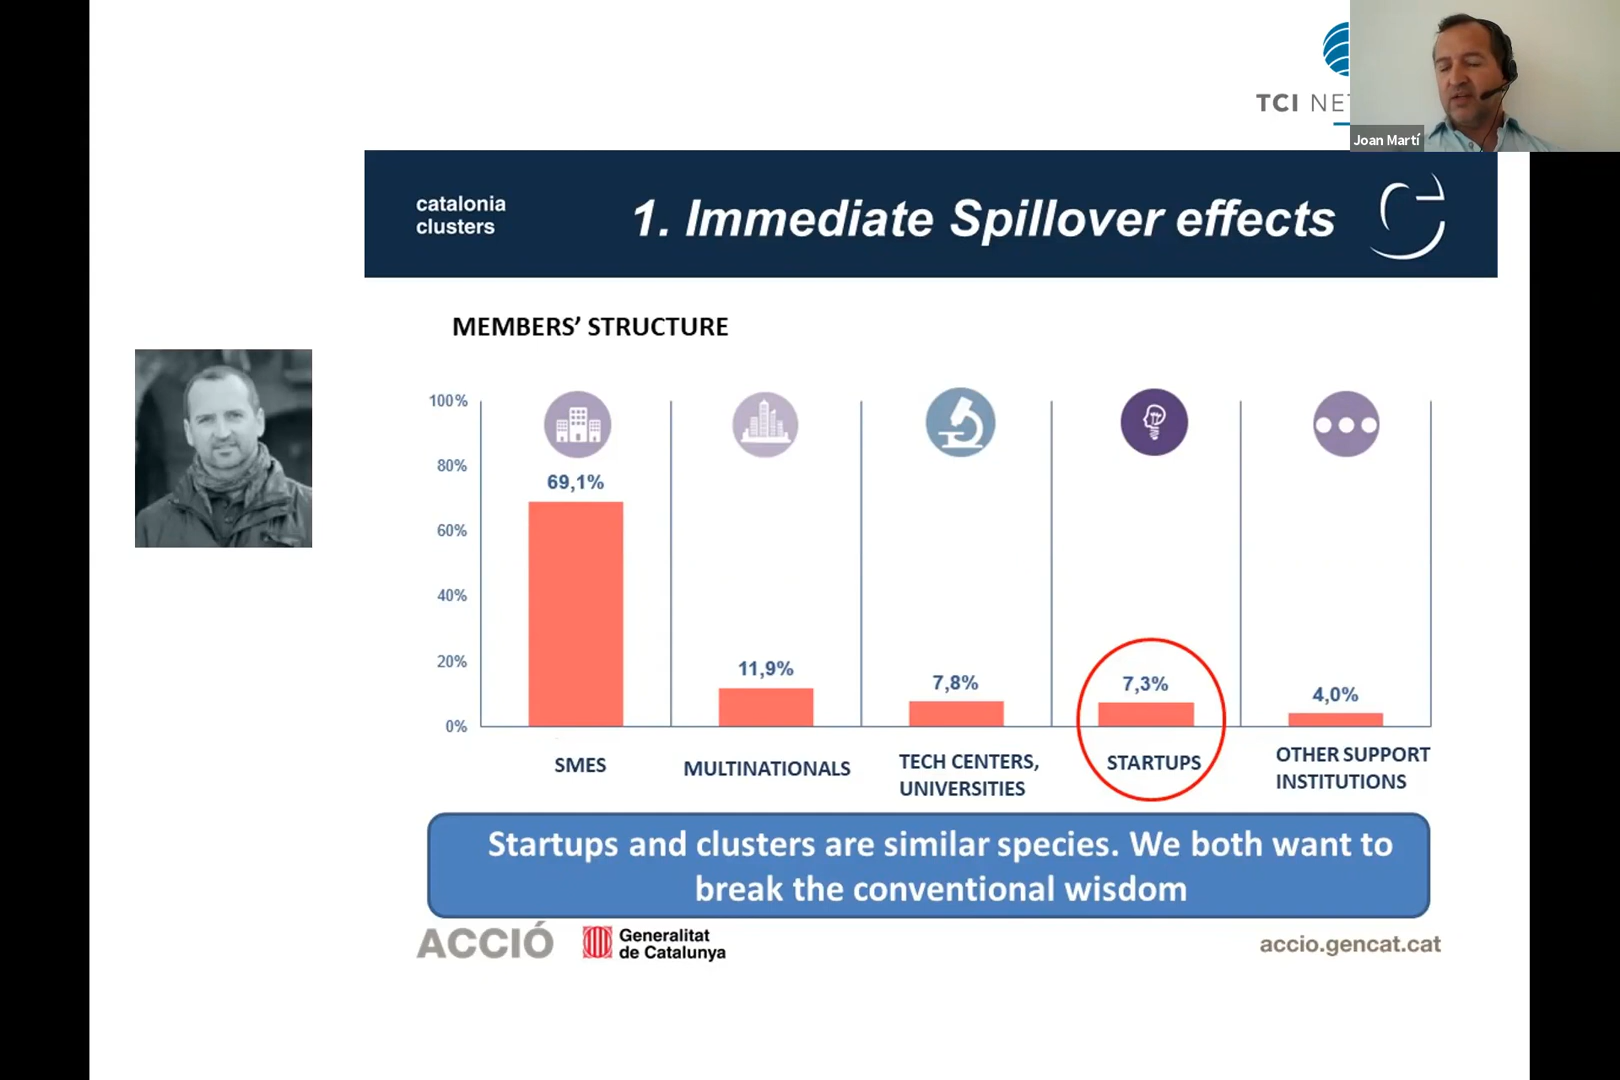 TCI NET
Joan Martí
catalonia
clusters
1. Immediate Spillover effects
MEMBERS’ STRUCTURE
100%
80%
60%
40%
20%
0%
69,1%
11,9%
7,8%
7,3%
4,0%
SMES
MULTINATIONALS
TECH CENTERS,
UNIVERSITIES
STARTUPS
OTHER SUPPORT
INSTITUTIONS
Startups and clusters are similar species. We both want to
break the conventional wisdom
ACCIÓ
Generalitat
de Catalunya
accio.gencat.cat